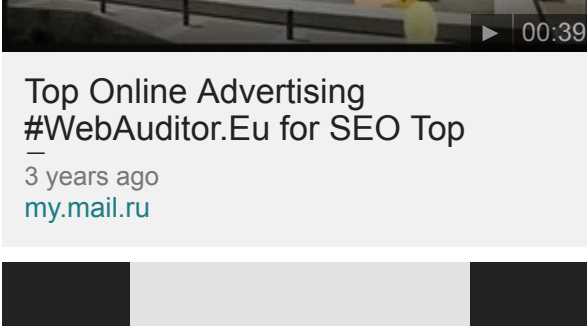 00:39
Top Online Advertising
#WebAuditor.Eu for SEO Top
3 years ago
my.mail.ru